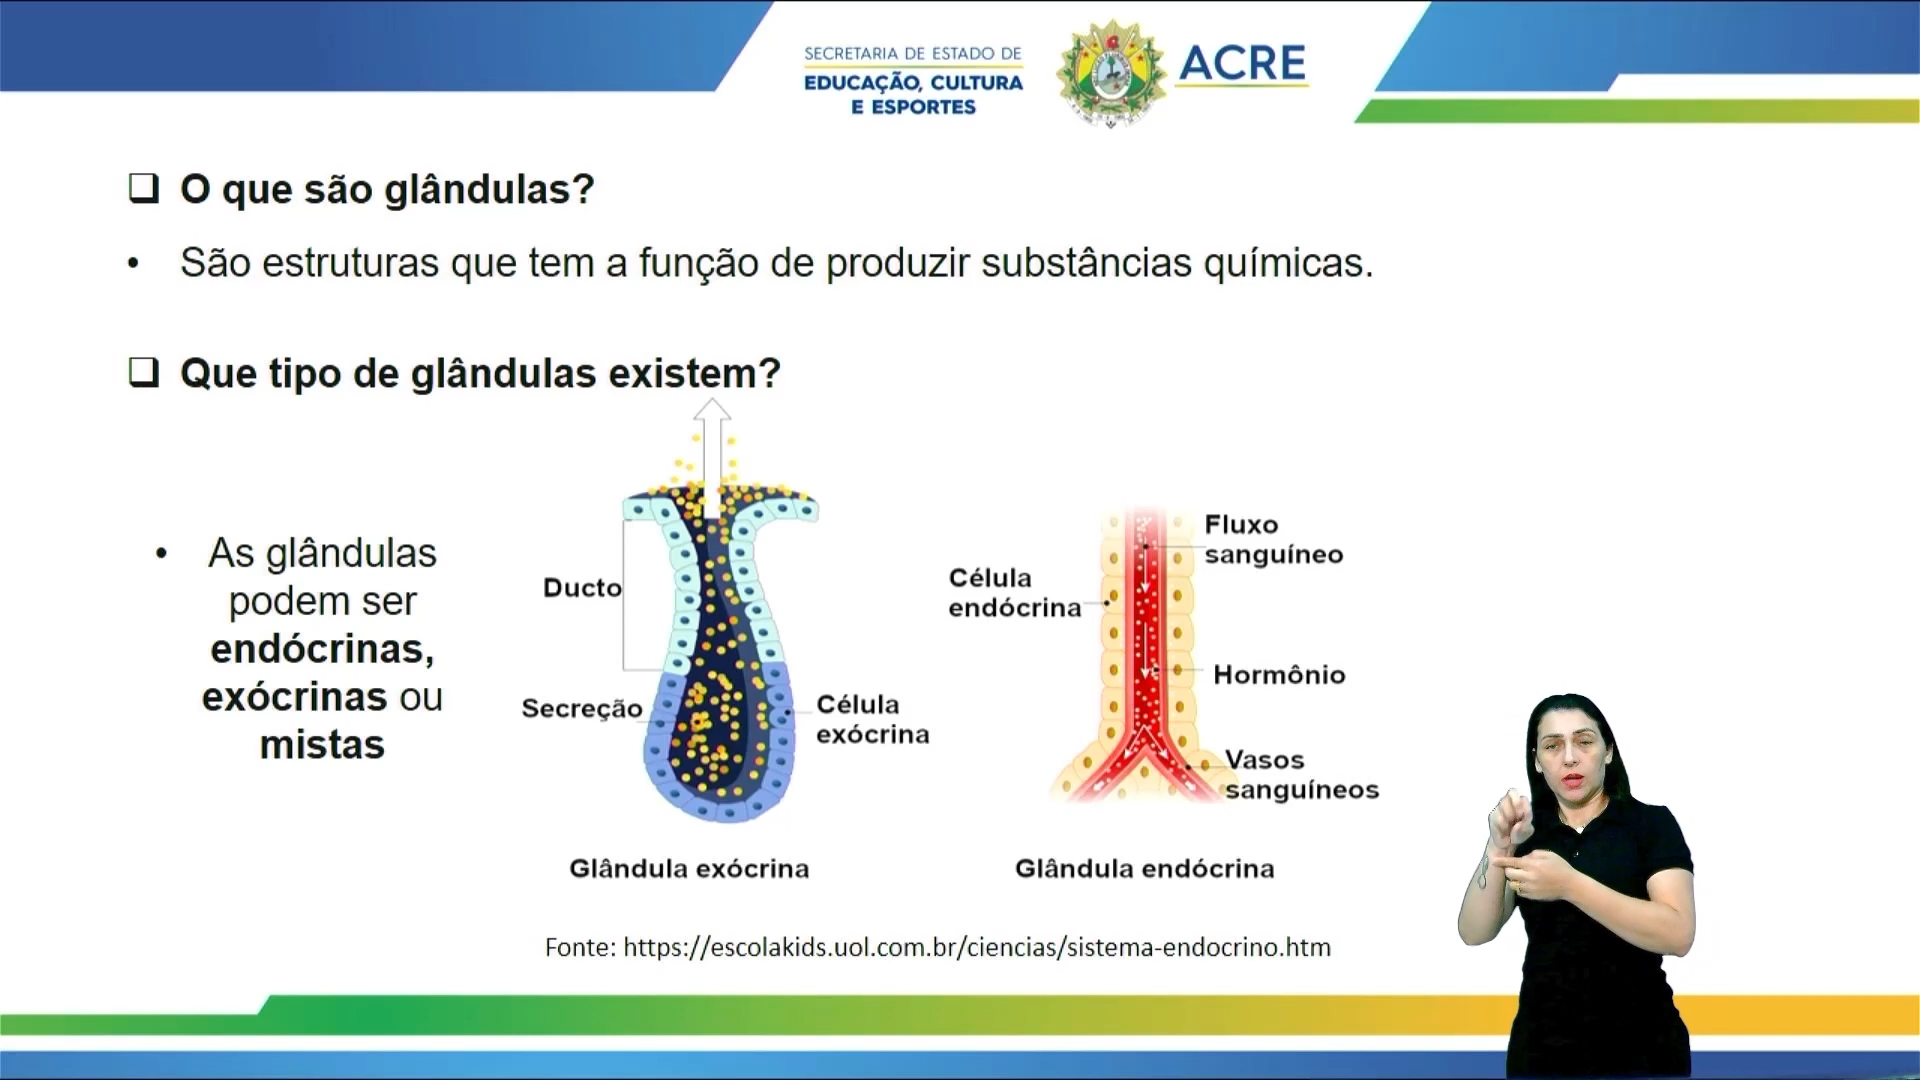 SECRETARIA DE ESTADO DE
EDUCAÇÃO, CULTURA
E ESPORTES
ACRE
O que são glândulas?
• São estruturas que tem a função de produzir substâncias químicas.
Que tipo de glândulas existem?
• As glândulas
podem ser
endócrinas,
exócrinas ou
mistas
Ducto
Secreção
Célula
exócrina
Glândula exócrina
Célula
endócrina
Fluxo
sanguíneo
Hormônio
Vasos
sanguíneos
Glândula endócrina
Fonte: https://escolakids.uol.com.br/ciencias/sistema-endocrino.htm